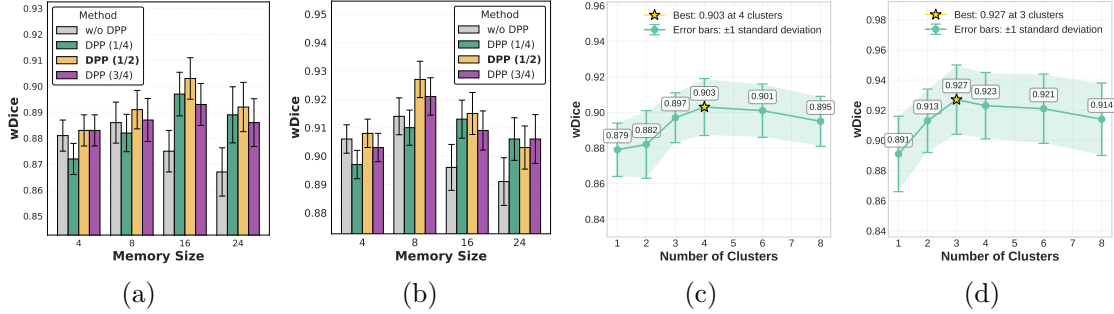 0.93
0.92
0.91
0.90
0.89
0.88
0.87
0.86
0.85
wDice
Method
w/o DPP
DPP (1/4)
DPP (1/2)
DPP (3/4)
4 8 16 24
Memory Size
(a)
0.95
0.94
0.93
0.92
0.91
0.90
0.89
0.88
wDice
Method
w/o DPP
DPP (1/4)
DPP (1/2)
DPP (3/4)
4 8 16 24
Memory Size
(b)
0.96
0.94
0.92
0.90
0.88
0.86
0.84
wDice
Best: 0.903 at 4 clusters
Error bars: ±1 standard deviation
0.879 0.882 0.897 0.903 0.901 0.895
1 2 3 4 5 6 7 8
Number of Clusters
(c)
0.98
0.96
0.94
0.92
0.90
0.88
0.86
0.84
wDice
Best: 0.927 at 3 clusters
Error bars: ±1 standard deviation
0.891 0.913 0.927 0.923 0.921 0.914
1 2 3 4 5 6 7 8
Number of Clusters
(d)